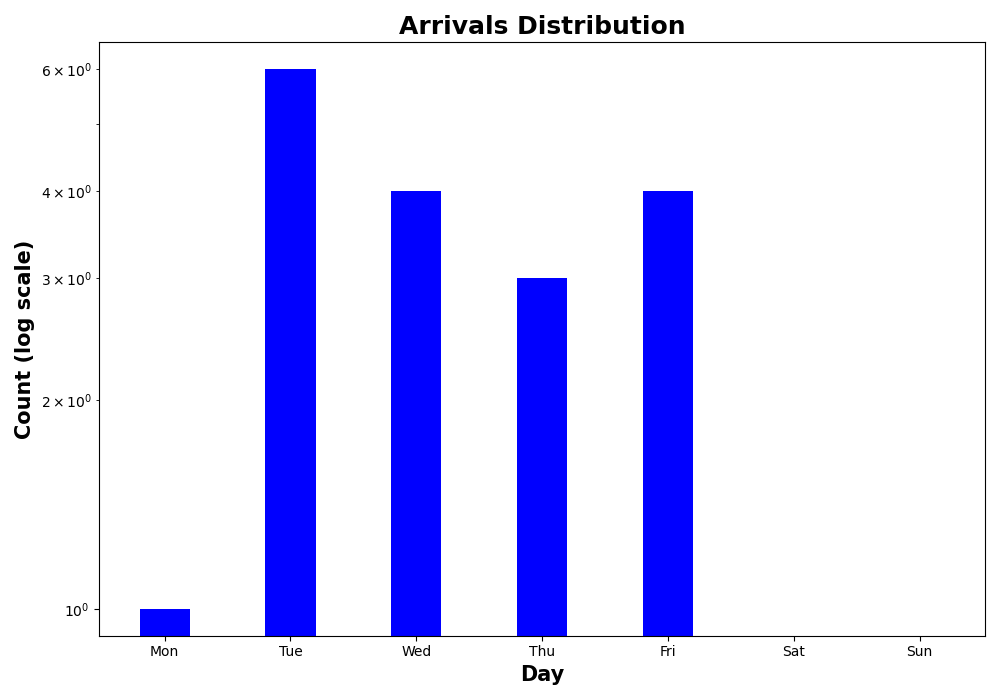 Arrivals Distribution
6 × 10⁰
4 × 10⁰
3 × 10⁰
2 × 10⁰
10⁰
Count (log scale)
Mon Tue Wed Thu Fri Sat Sun
Day